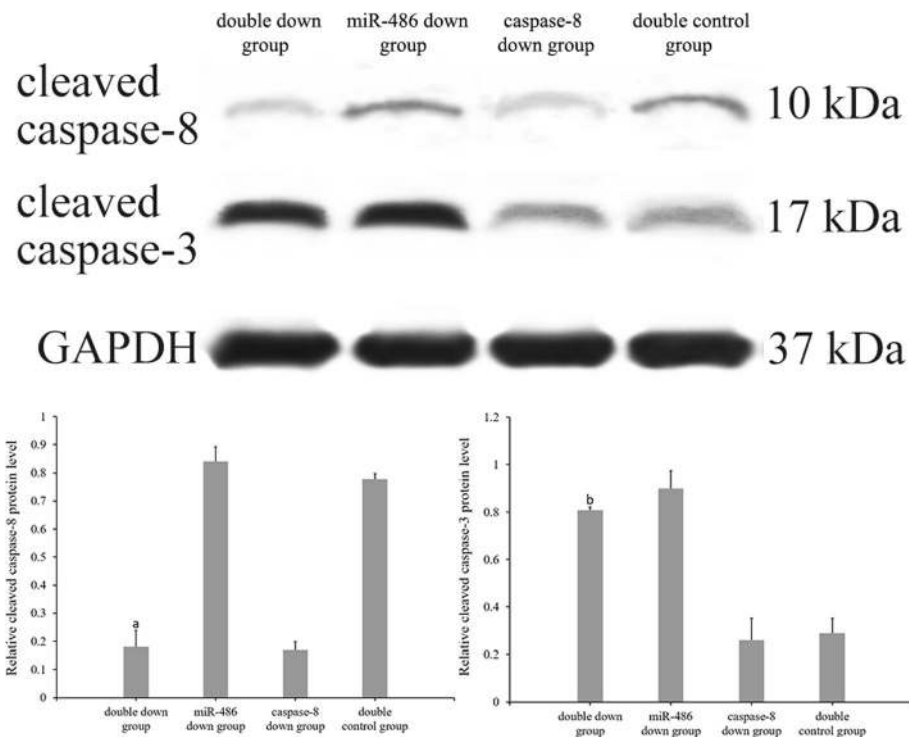 double down group
miR-486 down group
caspase-8 down group
double control group
cleaved caspase-8
10 kDa
cleaved caspase-3
17 kDa
GAPDH
37 kDa
Relative cleaved caspase-8 protein level
1
0.9
0.8
0.7
0.6
0.5
0.4
0.3
0.2
0.1
0
a
double down group
miR-486 down group
caspase-8 down group
double control group
Relative cleaved caspase-3 protein level
1.2
1
0.8
0.6
0.4
0.2
0
b
double down group
miR-486 down group
caspase-8 down group
double control group